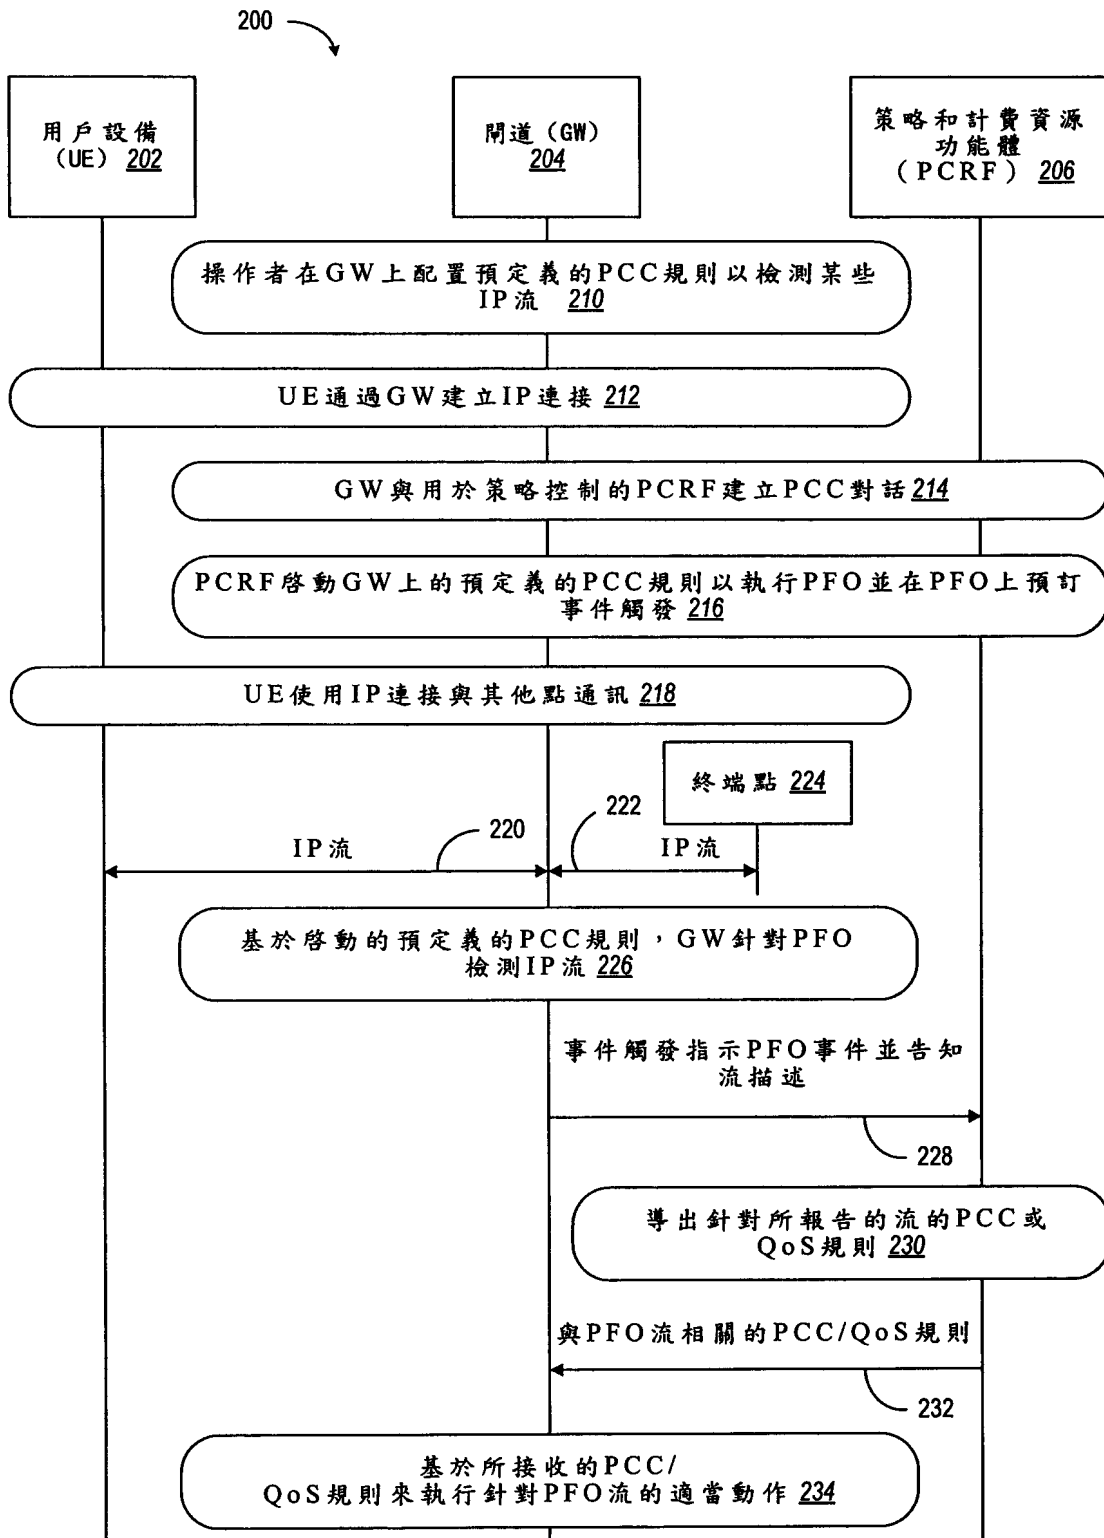 200
用戶設備
（UE）202
閘道（GW）
204
策略和計費資源
功能體
（PCRF）206
操作者在GW上配置預定義的PCC規則以檢測某些
IP流 210
UE通過GW建立IP連接 212
GW與用於策略控制的PCRF建立PCC對話214
PCRF啓動GW上的預定義的PCC規則以執行PFO並在PFO上預訂
事件觸發 216
UE使用IP連接與其他點通訊 218
終端點 224
222
220
IP流
IP流
基於啓動的預定義的PCC規則，GW針對PFO
檢測IP流 226
事件觸發指示PFO事件並告知
流描述
228
導出針對所報告的流的PCC或
QoS規則 230
與PFO流相關的PCC/QoS規則
232
基於所接收的PCC/
QoS規則來執行針對PFO流的適當動作 234